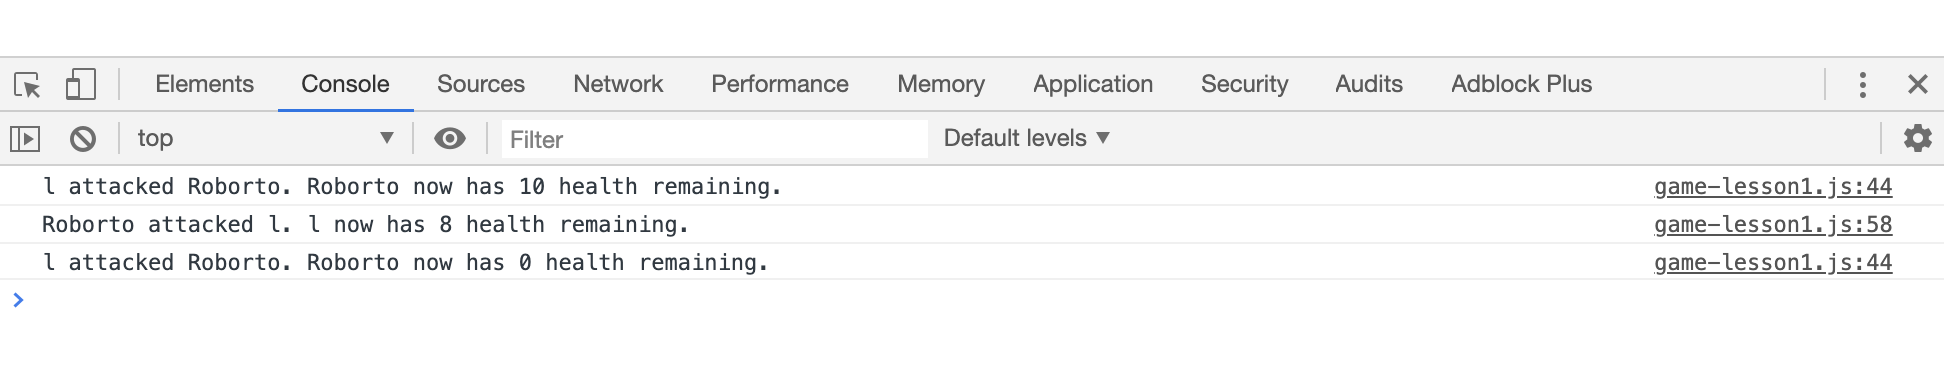 Elements Console Sources Network Performance Memory Application Security Audits Adblock Plus
top Filter Default levels
l attacked Roborto. Roborto now has 10 health remaining. game-lesson1.js:44
Roborto attacked l. l now has 8 health remaining. game-lesson1.js:58
l attacked Roborto. Roborto now has 0 health remaining. game-lesson1.js:44